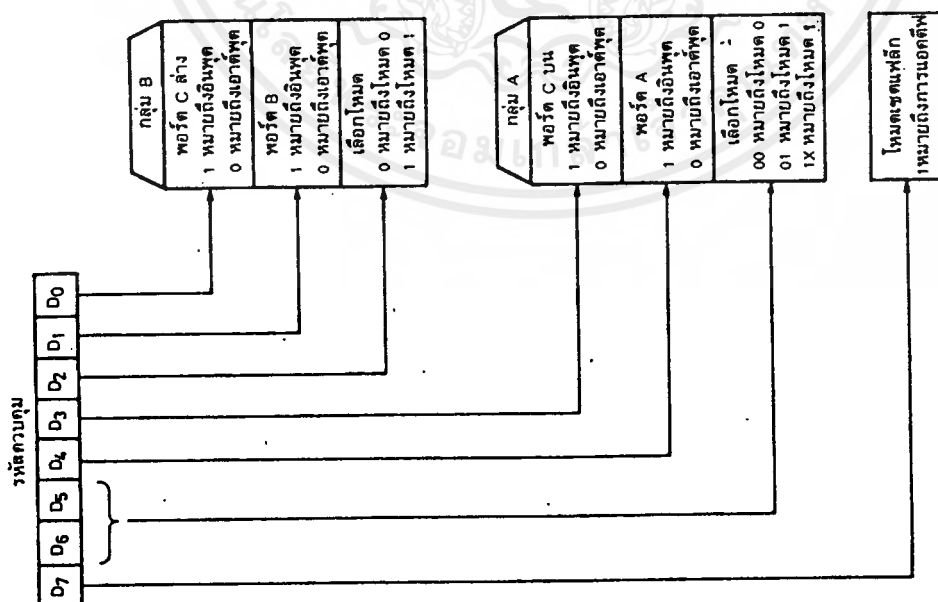 รหัสควบคุม
D7 D6 D5 D4 D3 D2 D1 D0
กลุ่ม B
พอร์ต C ล่าง
1 หมายถึงอินพุต
0 หมายถึงเอาต์พุต
พอร์ต B
1 หมายถึงอินพุต
0 หมายถึงเอาต์พุต
เลือกโหมด
0 หมายถึงโหมด 0
1 หมายถึงโหมด 1
กลุ่ม A
พอร์ต C บน
1 หมายถึงอินพุต
0 หมายถึงเอาต์พุต
พอร์ต A
1 หมายถึงอินพุต
0 หมายถึงเอาต์พุต
เลือกโหมด
00 หมายถึงโหมด 0
01 หมายถึงโหมด 1
1X หมายถึงโหมด
โหมดเซตแฟล็ก
1หมายถึงการแอดตีฟ